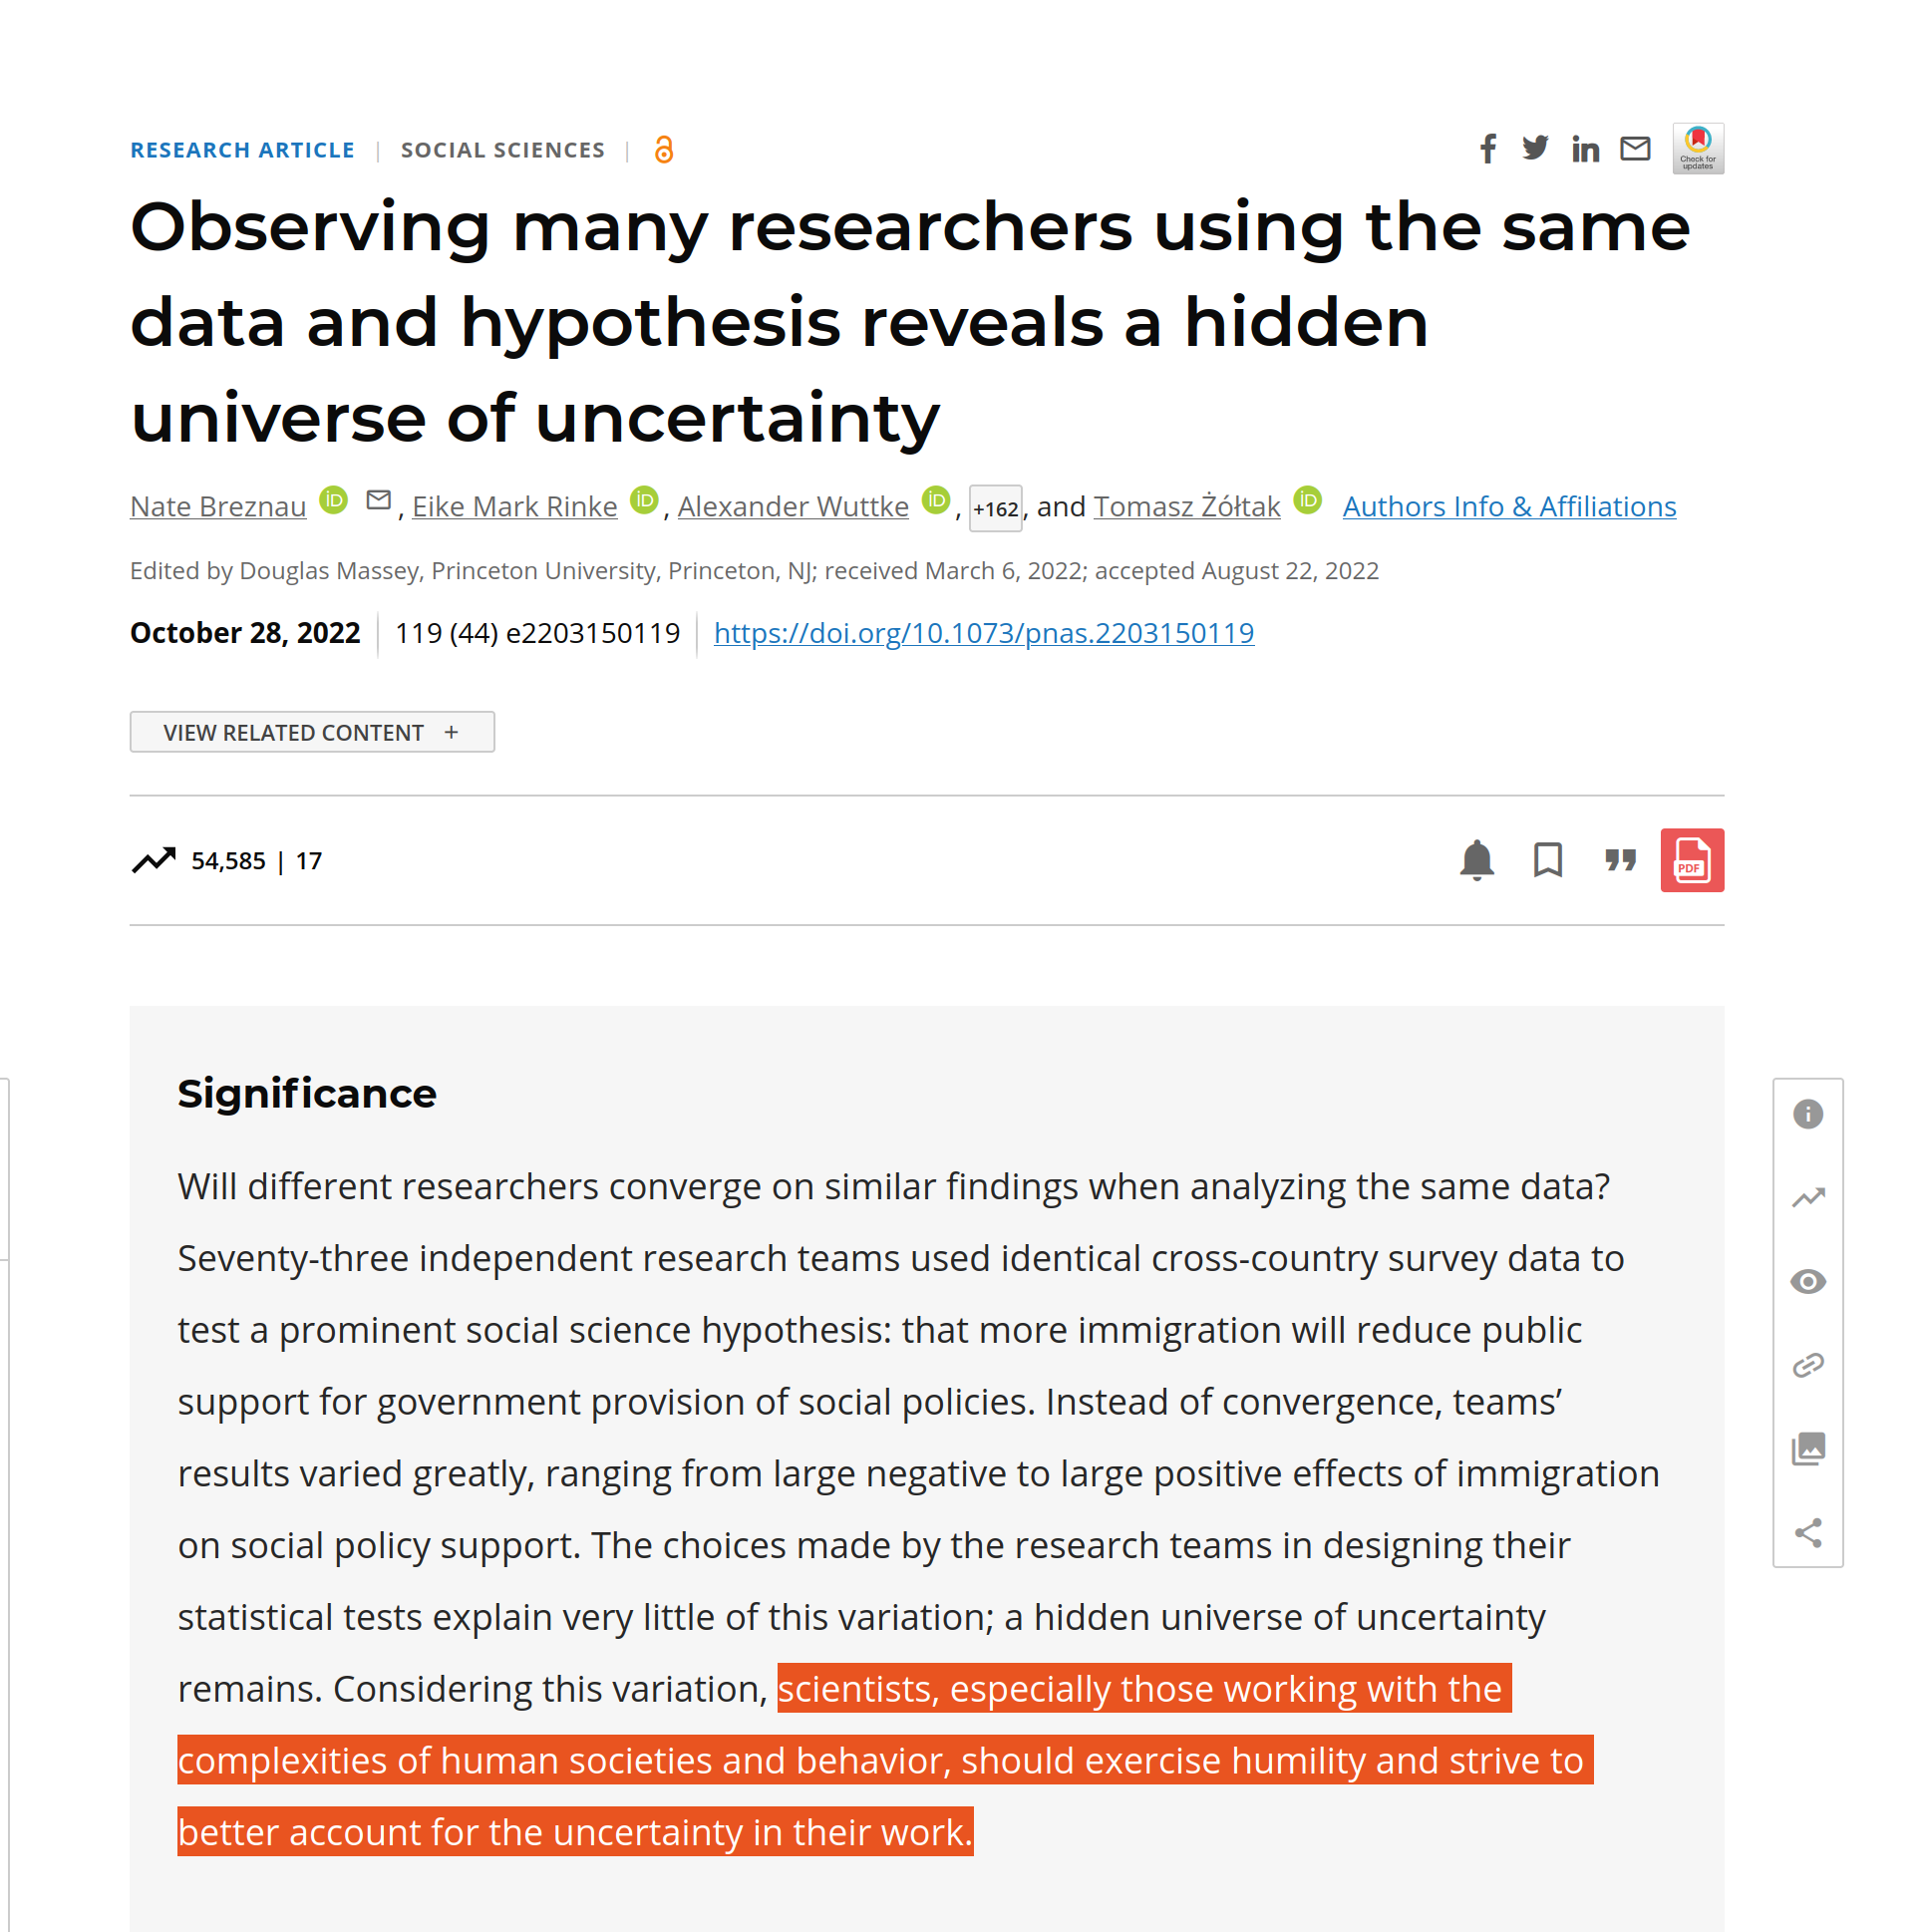 RESEARCH ARTICLE | SOCIAL SCIENCES |
Check for
updates
Observing many researchers using the same
data and hypothesis reveals a hidden
universe of uncertainty
Nate Breznau iD , Eike Mark Rinke iD , Alexander Wuttke iD , +162 , and Tomasz Żółtak iD Authors Info & Affiliations
Edited by Douglas Massey, Princeton University, Princeton, NJ; received March 6, 2022; accepted August 22, 2022
October 28, 2022 | 119 (44) e2203150119 | https://doi.org/10.1073/pnas.2203150119
VIEW RELATED CONTENT +
54,585 | 17
PDF
Significance
Will different researchers converge on similar findings when analyzing the same data?
Seventy-three independent research teams used identical cross-country survey data to
test a prominent social science hypothesis: that more immigration will reduce public
support for government provision of social policies. Instead of convergence, teams’
results varied greatly, ranging from large negative to large positive effects of immigration
on social policy support. The choices made by the research teams in designing their
statistical tests explain very little of this variation; a hidden universe of uncertainty
remains. Considering this variation, scientists, especially those working with the
complexities of human societies and behavior, should exercise humility and strive to
better account for the uncertainty in their work.